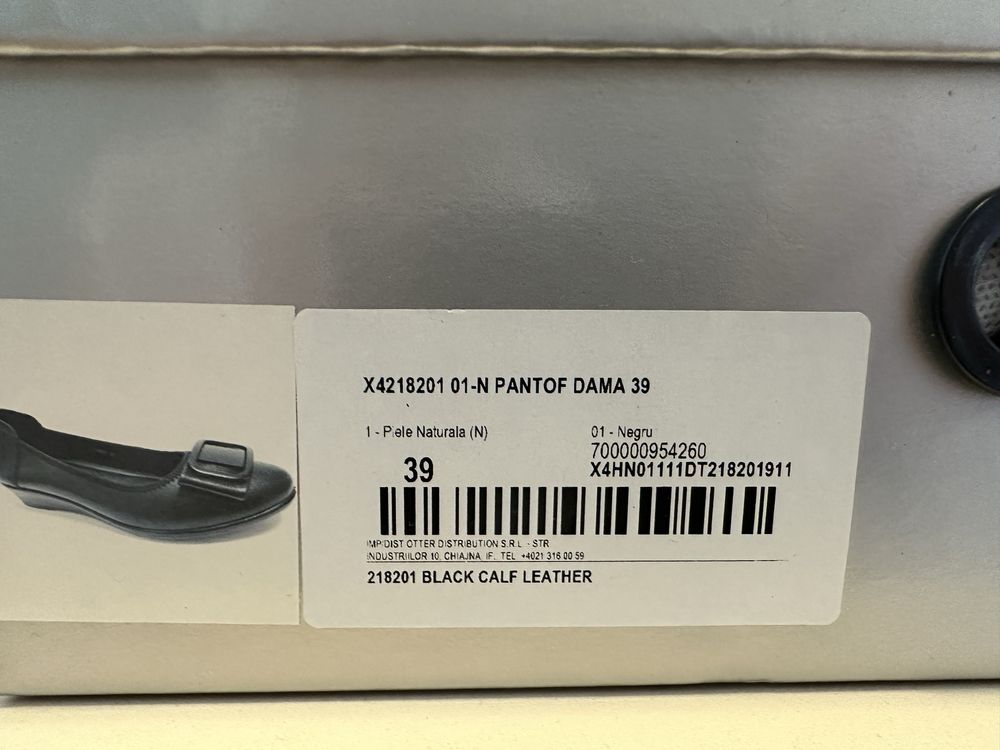 X4218201 01-N PANTOF DAMA 39
1 - Piele Naturala (N)
01 - Negru
700000954260
39
X4HN01111DT218201911
IMP/DIST OTTER DISTRIBUTION S.R.L. - STR
INDUSTRIILOR 10, CHIAJNA, IF, TEL +4021 316 00 59
218201 BLACK CALF LEATHER